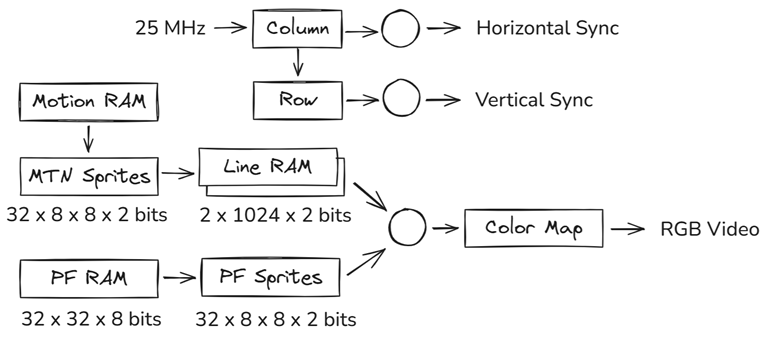 25 MHz
Column
Horizontal Sync
Row
Vertical Sync
Motion RAM
MTN Sprites
32 x 8 x 8 x 2 bits
Line RAM
2 x 1024 x 2 bits
Color Map
RGB Video
PF RAM
32 x 32 x 8 bits
PF Sprites
32 x 8 x 8 x 2 bits